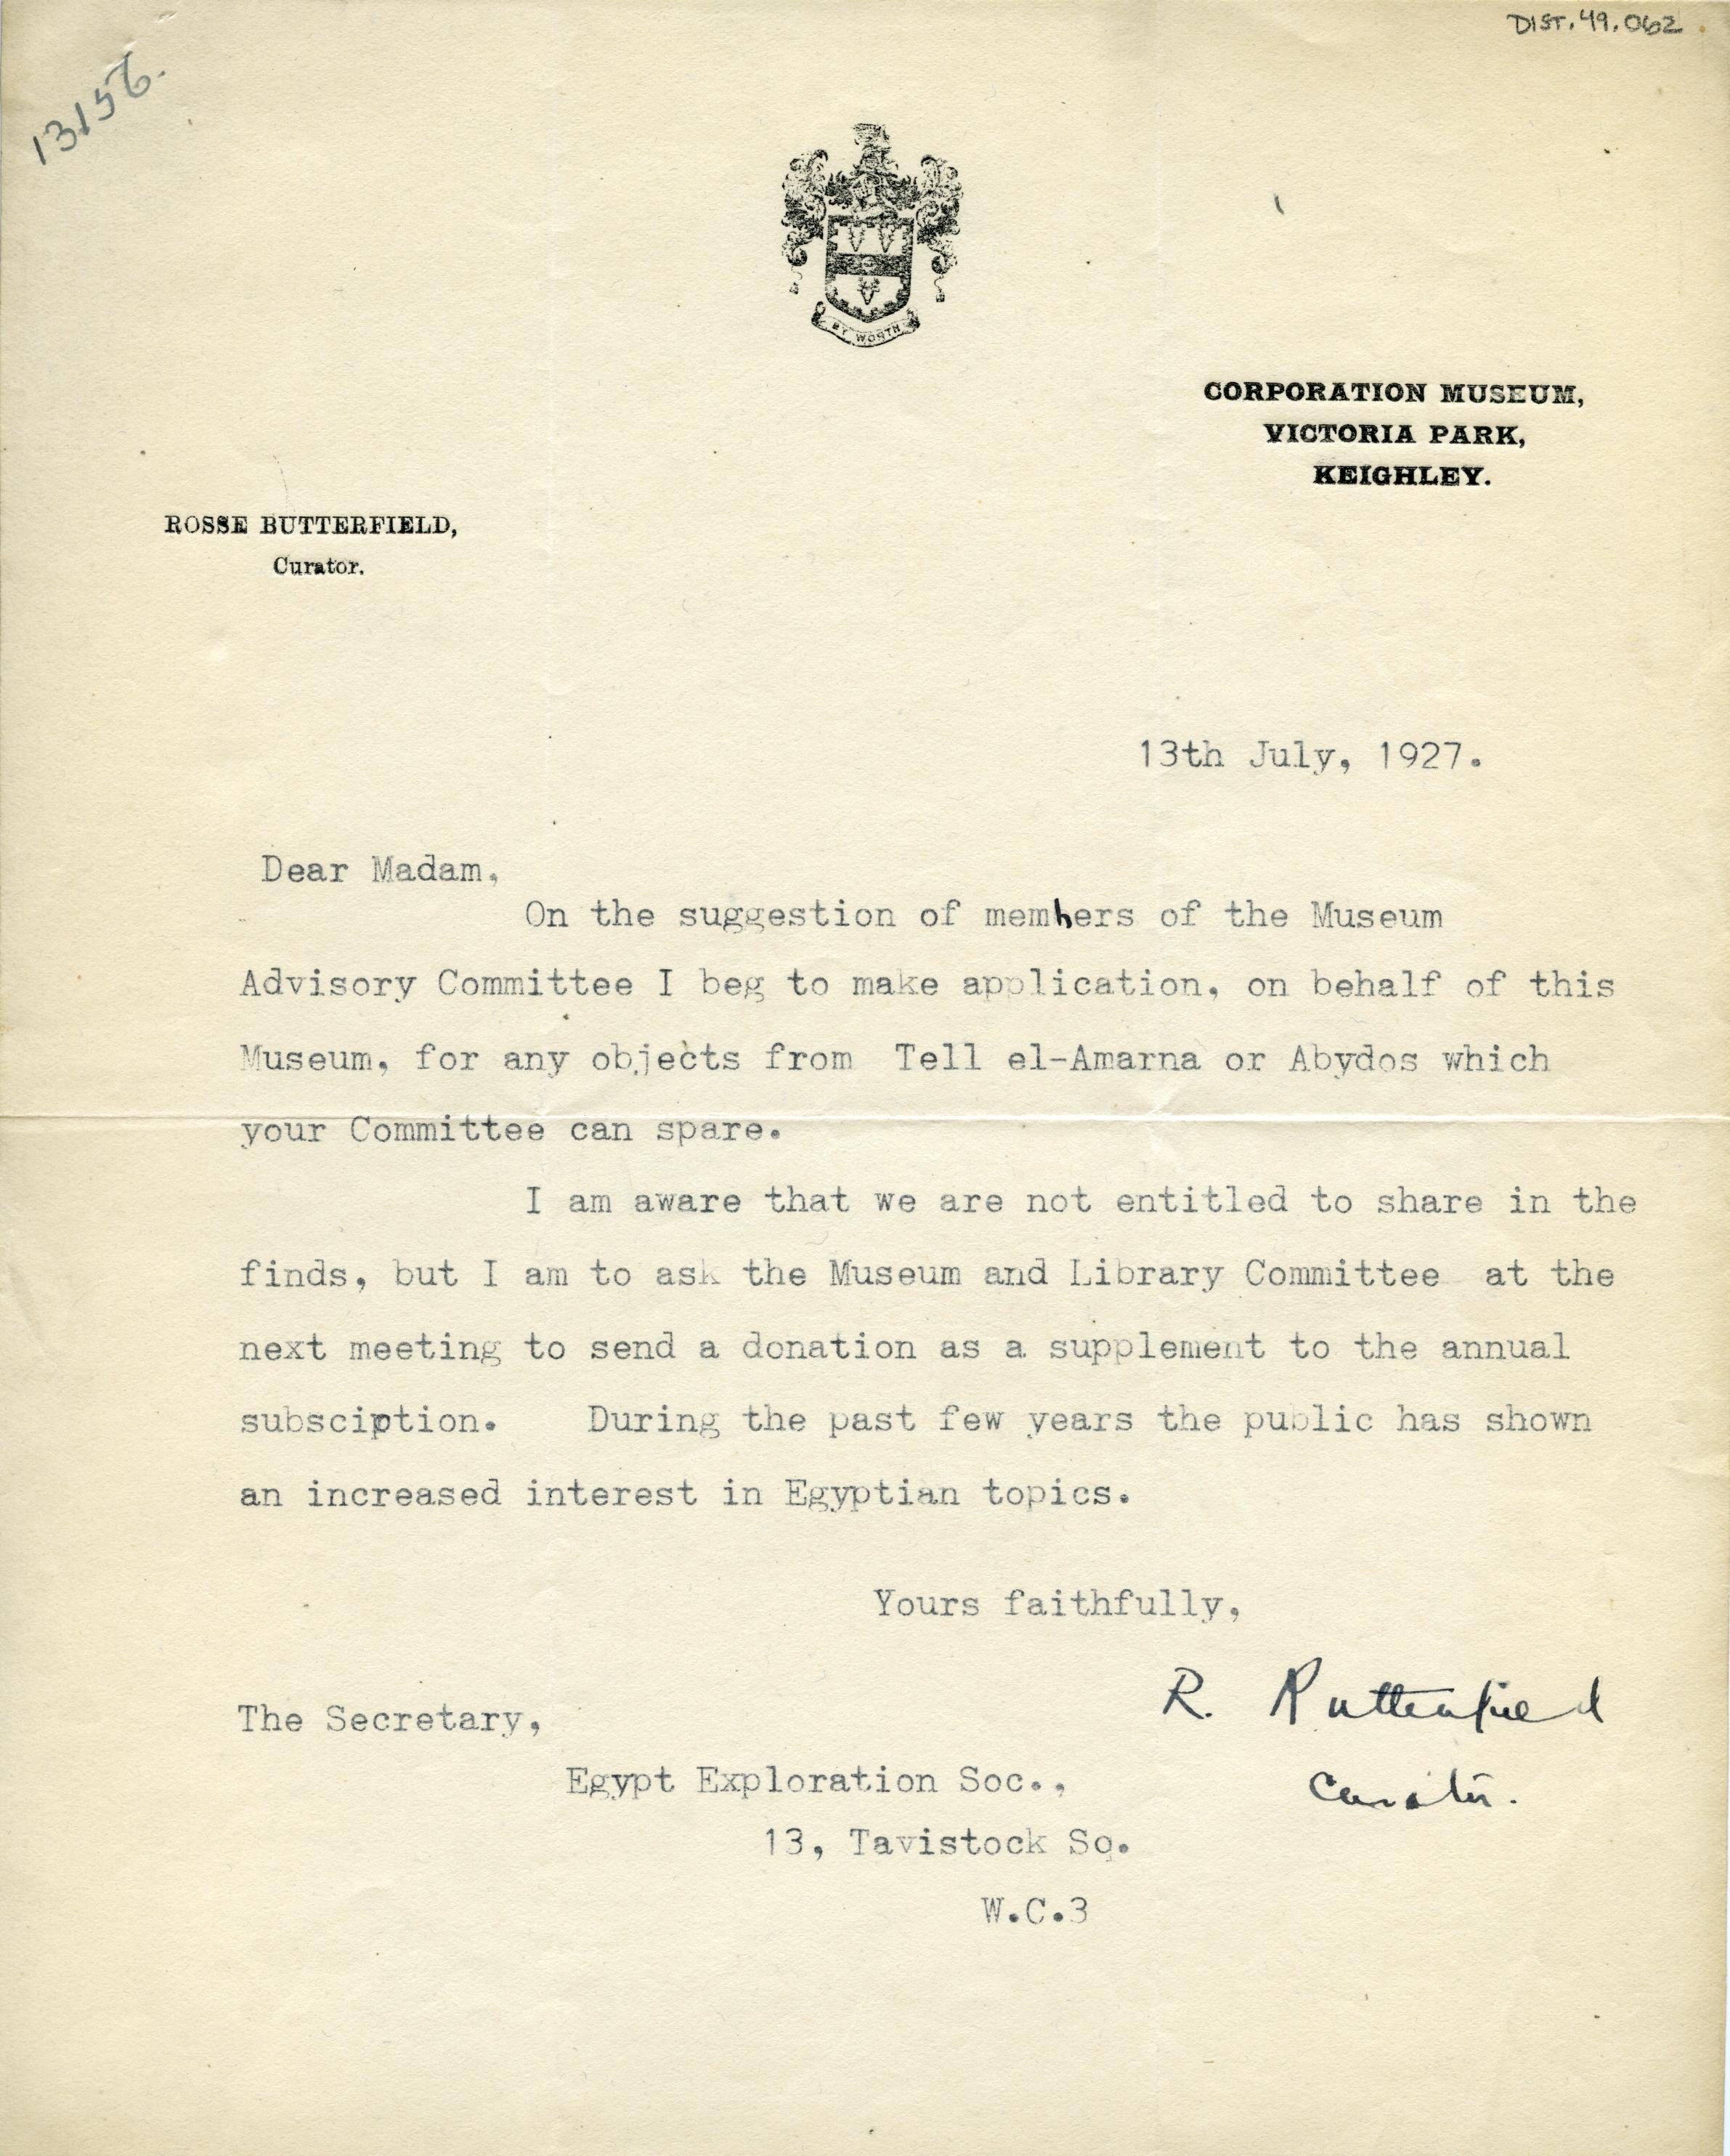 DIST.49.062
13156.
BY WORTH
CORPORATION MUSEUM,
VICTORIA PARK,
KEIGHLEY.
ROSSE BUTTERFIELD,
Curator.
13th July, 1927.
Dear Madam,
On the suggestion of members of the Museum
Advisory Committee I beg to make application, on behalf of this
Museum, for any objects from Tell el-Amarna or Abydos which
your Committee can spare.
I am aware that we are not entitled to share in the
finds, but I am to ask the Museum and Library Committee at the
next meeting to send a donation as a supplement to the annual
subsciption. During the past few years the public has shown
an increased interest in Egyptian topics.
Yours faithfully,
R. Butterfield
Curator.
The Secretary,
Egypt Exploration Soc.,
13, Tavistock Sq.
W.C.3